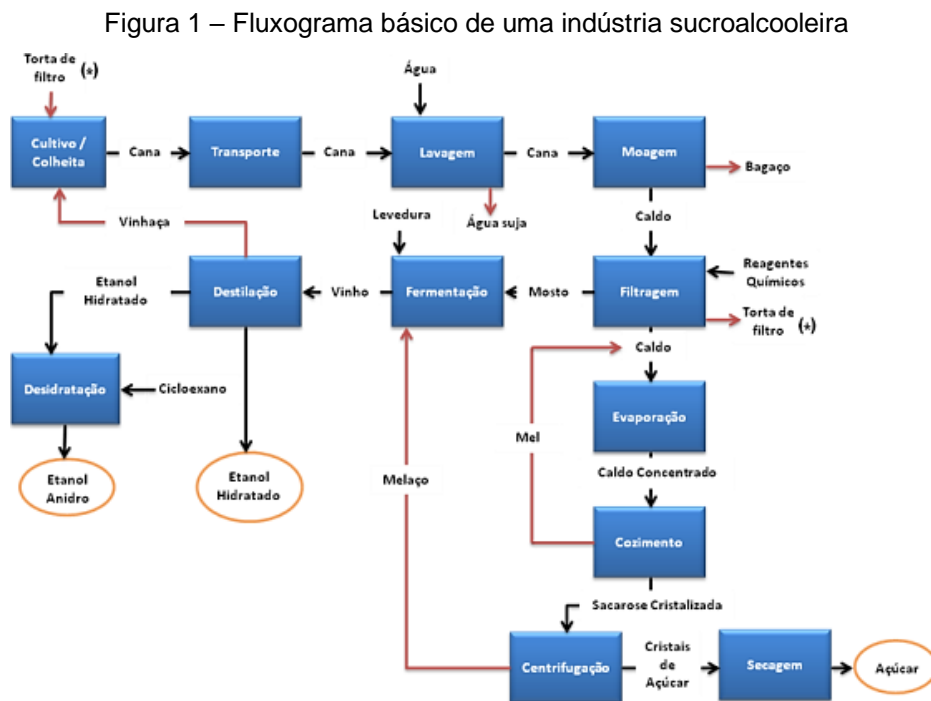 Figura 1 – Fluxograma básico de uma indústria sucroalcooleira
Torta de
filtro (*)
Água
Cultivo /
Colheita
Cana
Transporte
Cana
Lavagem
Cana
Moagem
Bagaço
Vinhaça
Levedura
Água suja
Caldo
Etanol
Hidratado
Destilação
Vinho
Fermentação
Mosto
Filtragem
Reagentes
Químicos
Torta de
filtro (*)
Caldo
Desidratação
Cicloexano
Evaporação
Mel
Etanol
Anidro
Etanol
Hidratado
Melaço
Caldo Concentrado
Cozimento
Sacarose Cristalizada
Centrifugação
Cristais
de
Açúcar
Secagem
Açúcar